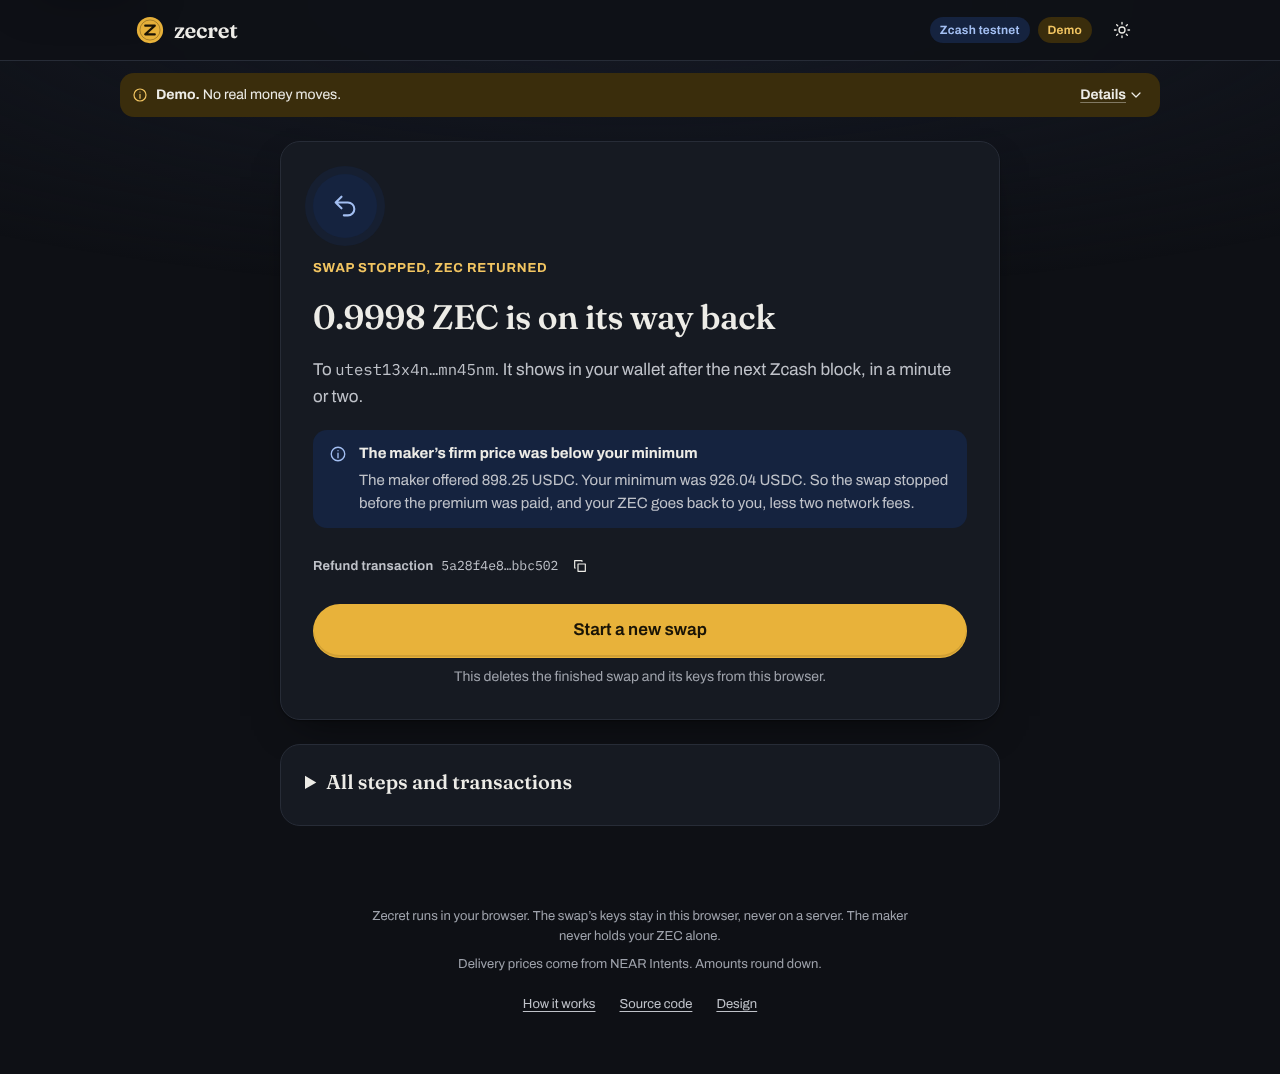 zecret
Zcash testnet
Demo
Demo. No real money moves.
Details
SWAP STOPPED, ZEC RETURNED
0.9998 ZEC is on its way back
To utest13x4n…mn45nm. It shows in your wallet after the next Zcash block, in a minute
or two.
The maker’s firm price was below your minimum
The maker offered 898.25 USDC. Your minimum was 926.04 USDC. So the swap stopped
before the premium was paid, and your ZEC goes back to you, less two network fees.
Refund transaction 5a28f4e8…bbc502
Start a new swap
This deletes the finished swap and its keys from this browser.
All steps and transactions
Zecret runs in your browser. The swap’s keys stay in this browser, never on a server. The maker
never holds your ZEC alone.
Delivery prices come from NEAR Intents. Amounts round down.
How it works
Source code
Design